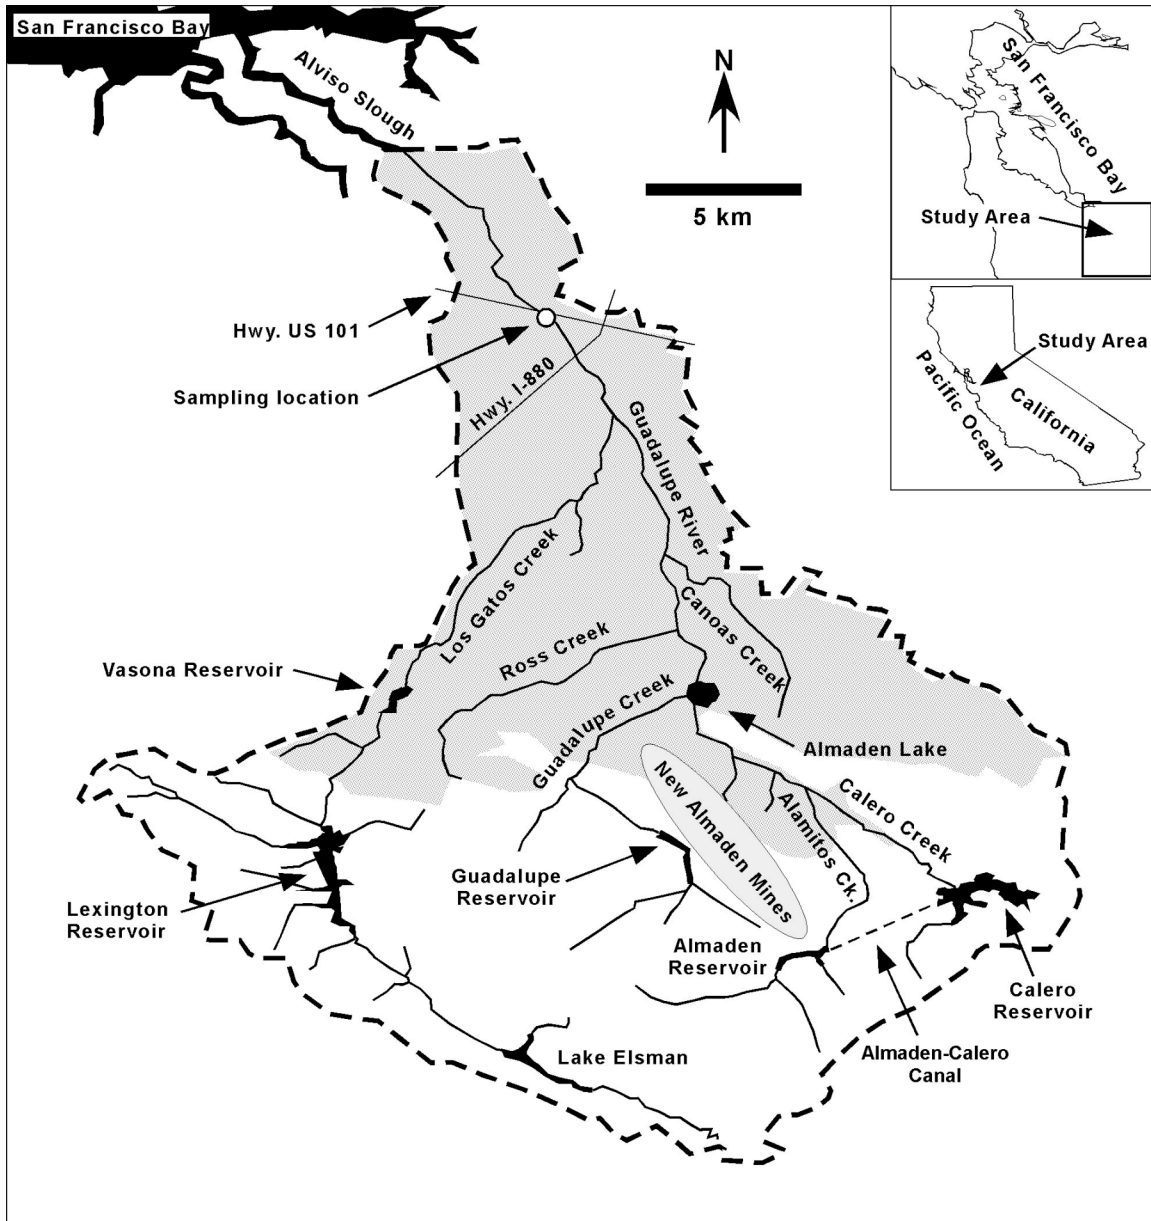 San Francisco Bay
Alviso Slough
N
5 km
San Francisco Bay
Study Area
Study Area
Pacific Ocean
California
Hwy. US 101
Sampling location
Hwy. I-880
Guadalupe River
Los Gatos Creek
Canoas Creek
Ross Creek
Vasona Reservoir
Guadalupe Creek
Almaden Lake
New Almaden Mines
Alamitos Ck.
Calero Creek
Guadalupe
Reservoir
Lexington
Reservoir
Almaden
Reservoir
Calero
Reservoir
Almaden-Calero
Canal
Lake Elsman